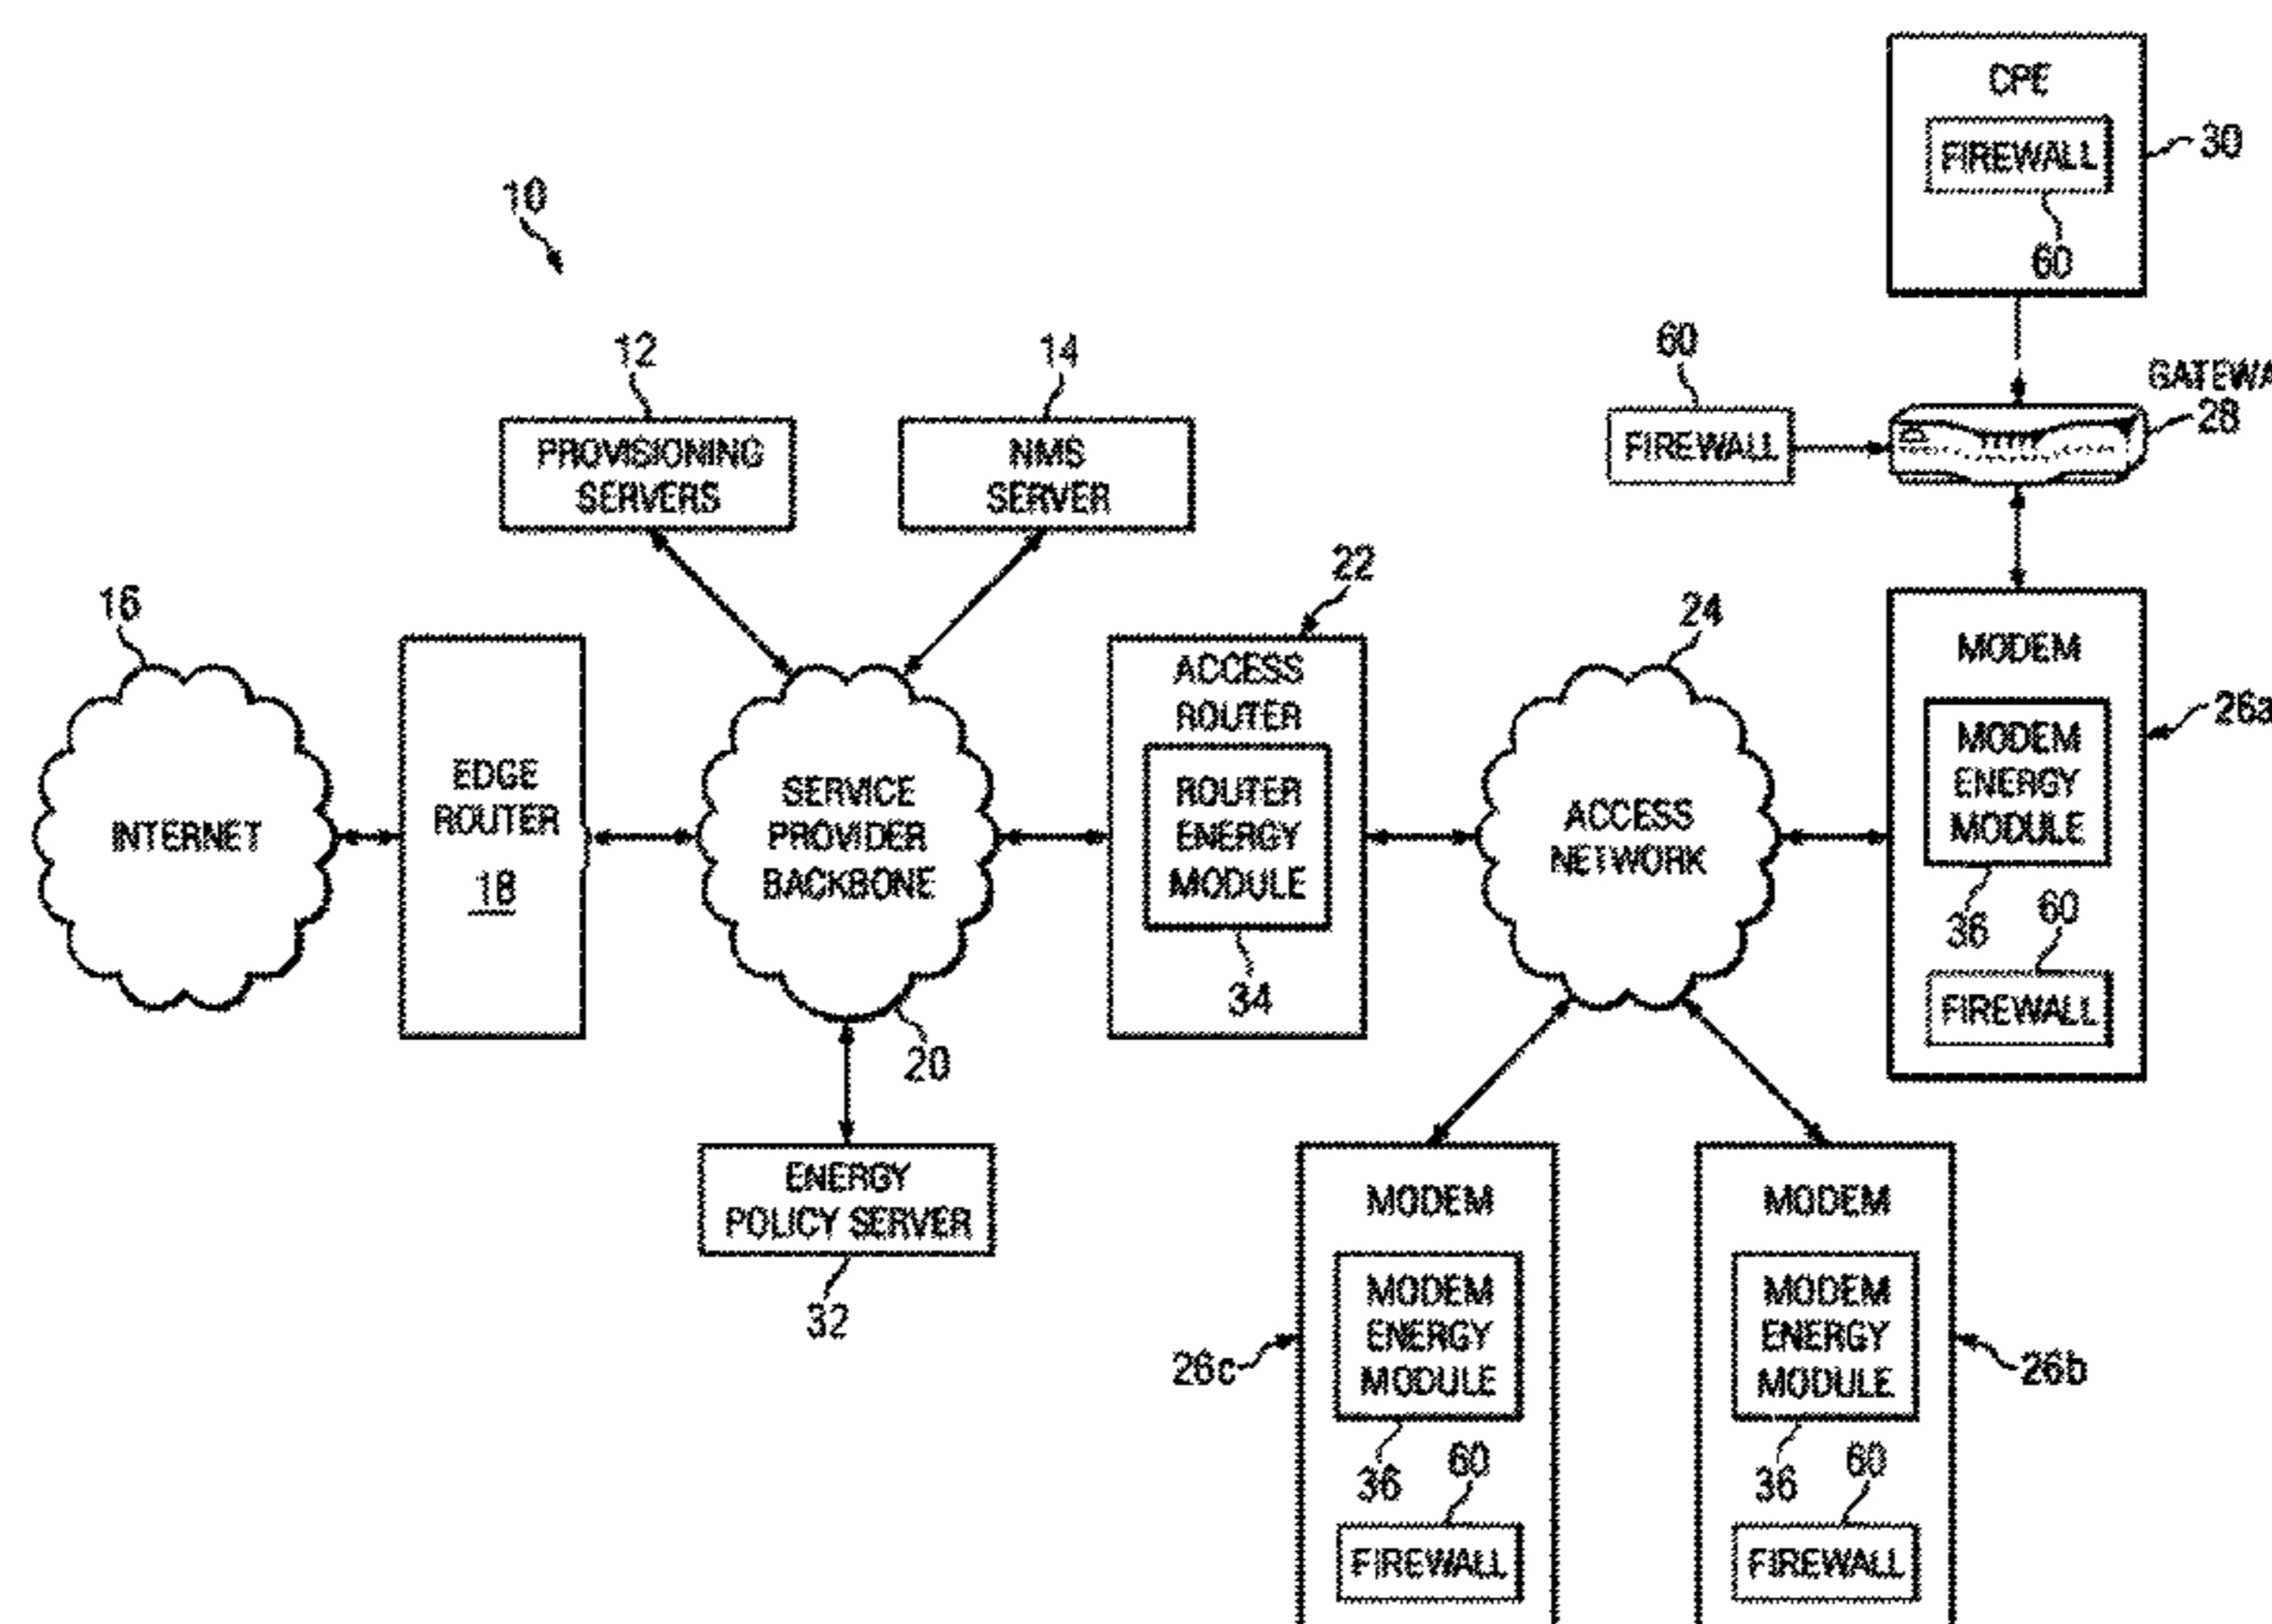 CPE
FIREWALL
30
60
10
60
FIREWALL
GATEWA
28
12
14
PROVISIONING
SERVERS
NMS
SERVER
16
22
24
INTERNET
EDGE
ROUTER
18
SERVICE
PROVIDER
BACKBONE
20
ACCESS
ROUTER
ROUTER
ENERGY
MODULE
34
ACCESS
NETWORK
MODEM
MODEM
ENERGY
MODULE
26a
36
60
FIREWALL
ENERGY
POLICY SERVER
32
MODEM
MODEM
ENERGY
MODULE
26c
36
60
FIREWALL
MODEM
MODEM
ENERGY
MODULE
26b
36
60
FIREWALL